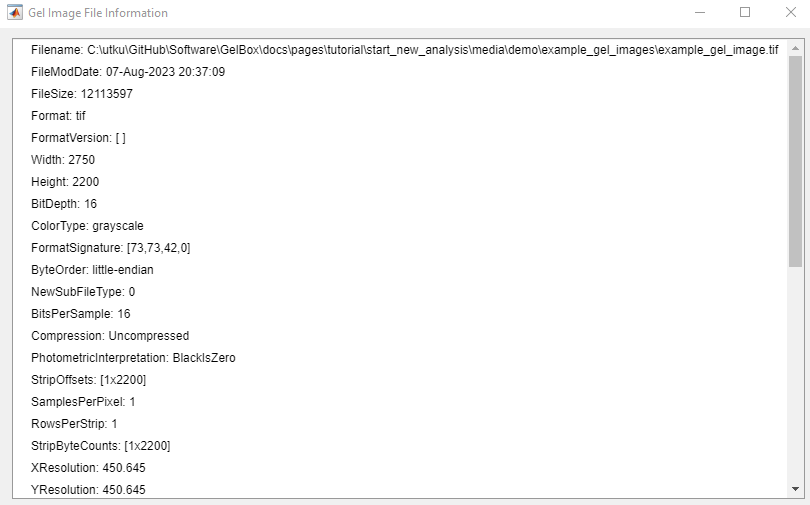 Gel Image File Information
Filename: C:\utku\GitHub\Software\GelBox\docs\pages\tutorial\start_new_analysis\media\demo\example_gel_images\example_gel_image.tif
FileModDate: 07-Aug-2023 20:37:09
FileSize: 12113597
Format: tif
FormatVersion: [ ]
Width: 2750
Height: 2200
BitDepth: 16
ColorType: grayscale
FormatSignature: [73,73,42,0]
ByteOrder: little-endian
NewSubFileType: 0
BitsPerSample: 16
Compression: Uncompressed
PhotometricInterpretation: BlackIsZero
StripOffsets: [1x2200]
SamplesPerPixel: 1
RowsPerStrip: 1
StripByteCounts: [1x2200]
XResolution: 450.645
YResolution: 450.645